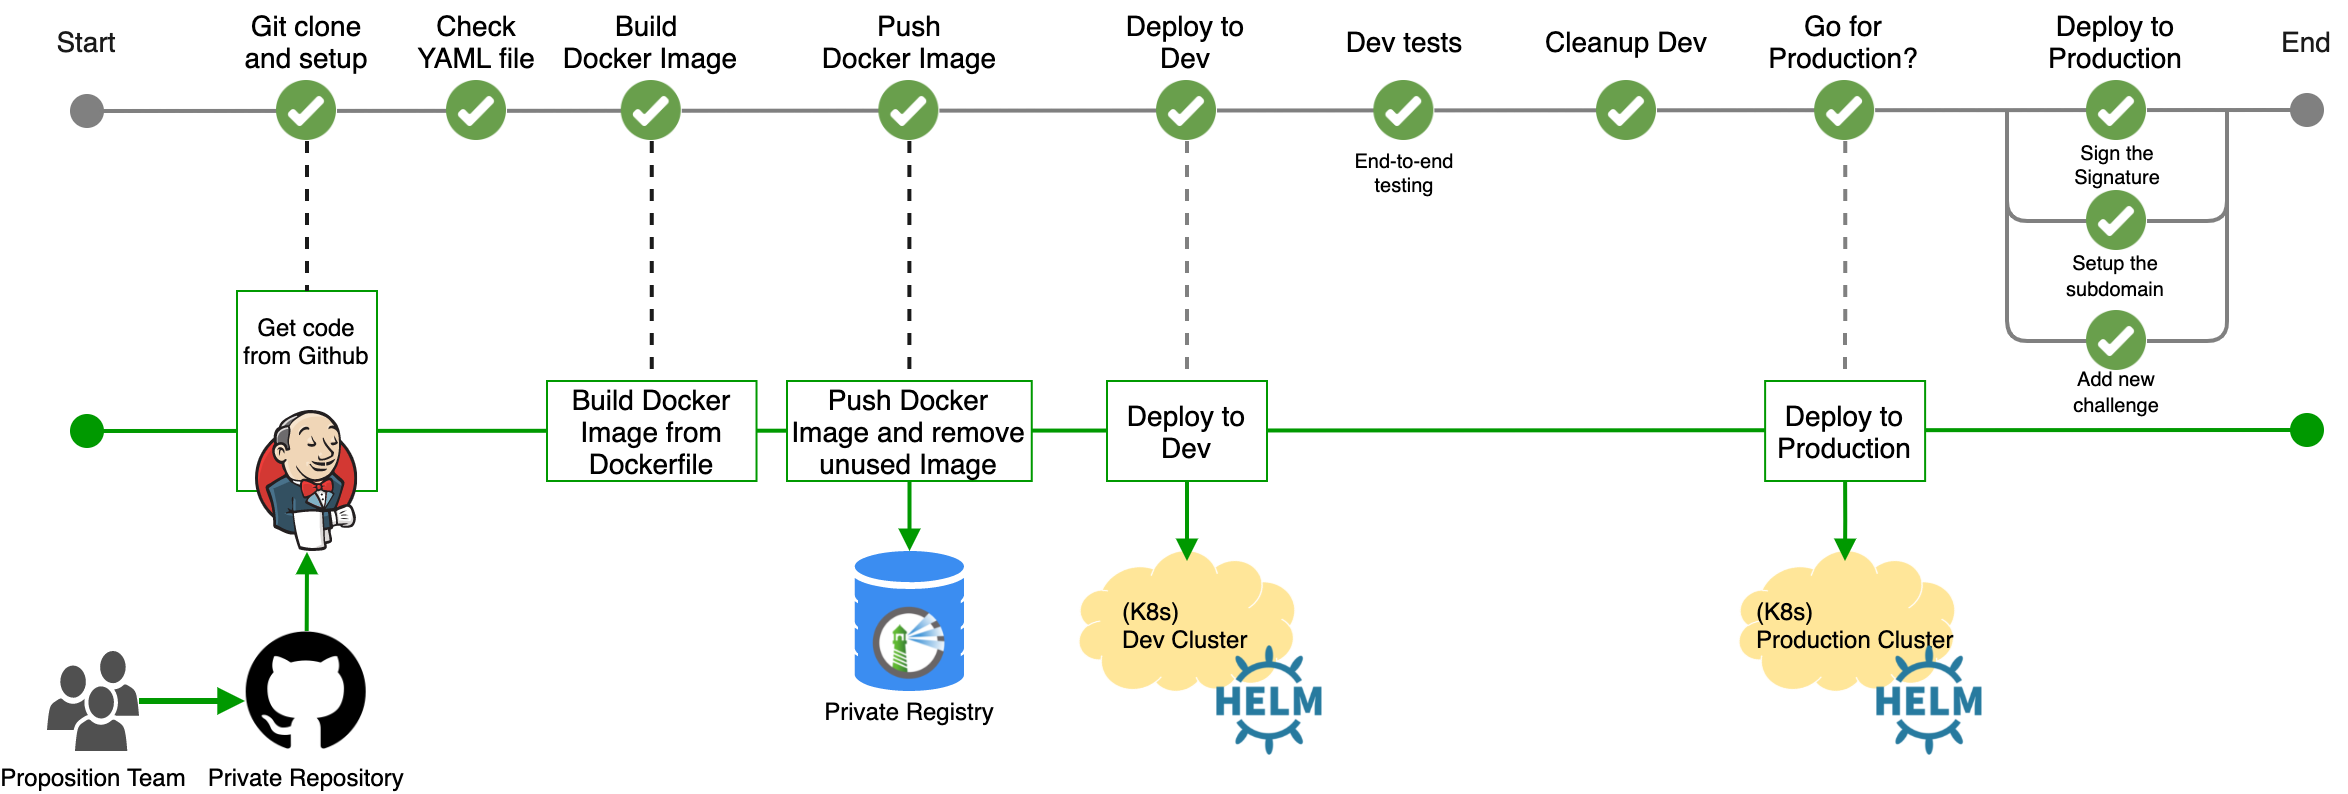 Start
Git clone
and setup
Check
YAML file
Build
Docker Image
Push
Docker Image
Deploy to
Dev
Dev tests
Cleanup Dev
Go for
Production?
Deploy to
Production
End
End-to-end
testing
Sign the
Signature
Setup the
subdomain
Add new
challenge
Get code
from Github
Build Docker
Image from
Dockerfile
Push Docker
Image and remove
unused Image
Deploy to
Dev
Deploy to
Production
(K8s)
Dev Cluster
HELM
(K8s)
Production Cluster
HELM
Private Registry
Proposition Team
Private Repository